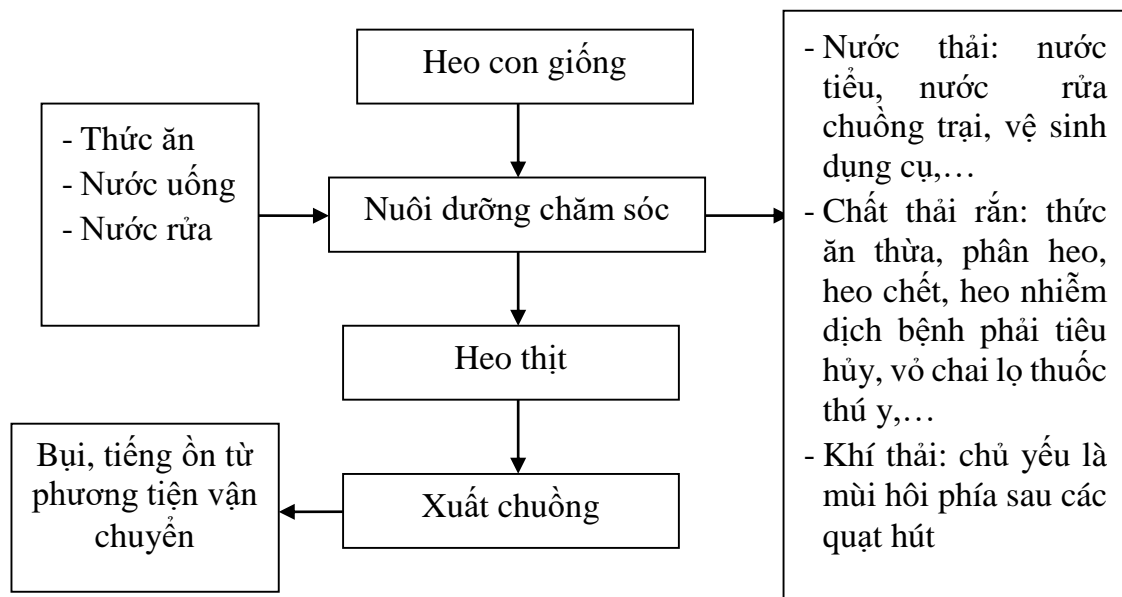 Heo con giống
- Thức ăn
- Nước uống
- Nước rửa
Nuôi dưỡng chăm sóc
Heo thịt
Xuất chuồng
Bụi, tiếng ồn từ
phương tiện vận
chuyển
- Nước thải: nước
tiểu, nước rửa
chuồng trại, vệ sinh
dụng cụ,…
- Chất thải rắn: thức
ăn thừa, phân heo,
heo chết, heo nhiễm
dịch bệnh phải tiêu
hủy, vỏ chai lọ thuốc
thú y,…
- Khí thải: chủ yếu là
mùi hôi phía sau các
quạt hút